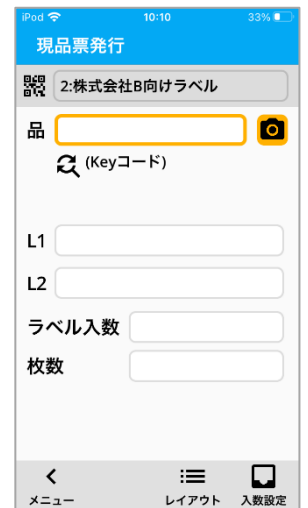 iPod 10:10 33%
現品票発行
2:株式会社B向けラベル
品
(Keyコード)
L1
L2
ラベル入数
枚数
メニュー レイアウト 入数設定